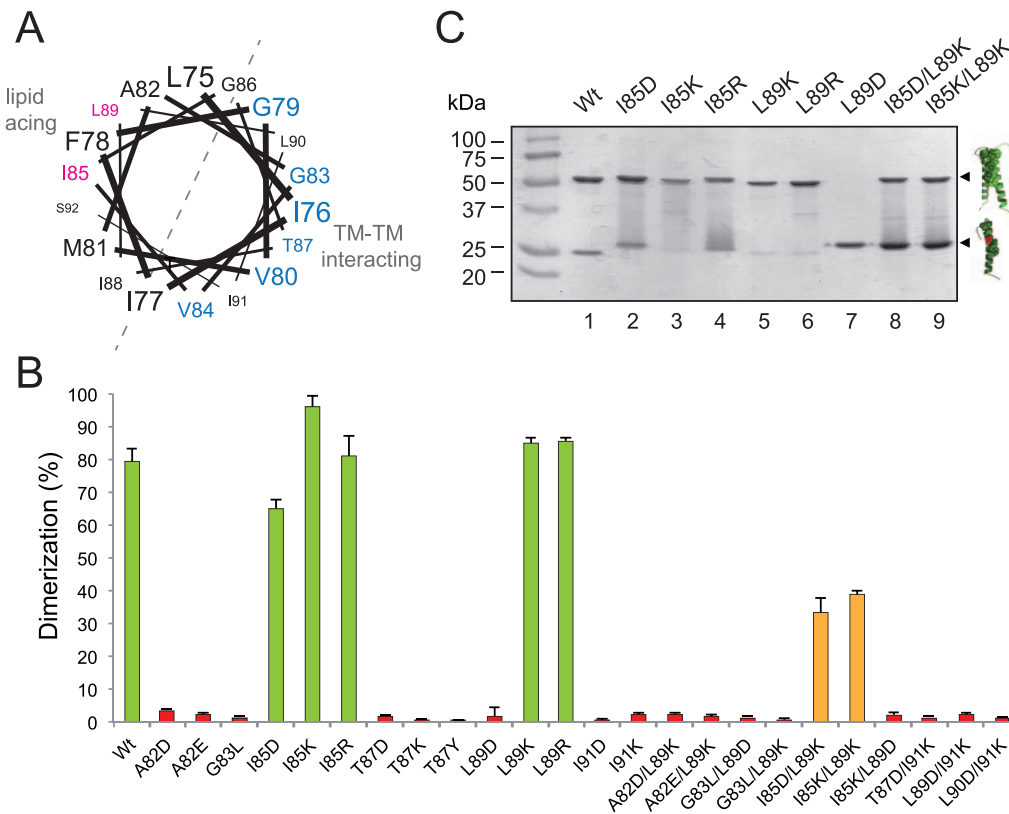 A
lipid
acing
L75
A82
G86
L89
G79
F78
L90
I85
G83
I76
S92
T87
M81
TM-TM
interacting
V80
I88
I77
V84
I91
C
kDa
Wt
I85D
I85K
I85R
L89K
L89R
L89D
I85D/L89K
I85K/L89K
100
75
50
37
25
20
1 2 3 4 5 6 7 8 9
B
Dimerization (%)
100
90
80
70
60
50
40
30
20
10
0
Wt
A82D
A82E
G83L
I85D
I85K
I85R
T87D
T87K
T87Y
L89D
L89K
L89R
I91D
I91K
A82D/L89K
A82E/L89K
G83L/L89D
G83L/L89K
I85D/L89K
I85K/L89K
I85K/L89D
T87D/I91K
L89D/I91K
L90D/I91K